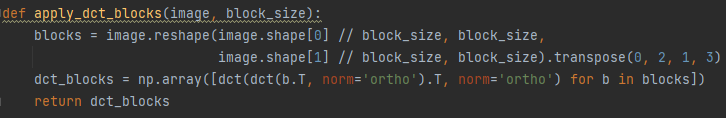 def apply_dct_blocks(image, block_size):
    blocks = image.reshape(image.shape[0] // block_size, block_size,
                           image.shape[1] // block_size, block_size).transpose(0, 2, 1, 3)
    dct_blocks = np.array([dct(dct(b.T, norm='ortho').T, norm='ortho') for b in blocks])
    return dct_blocks